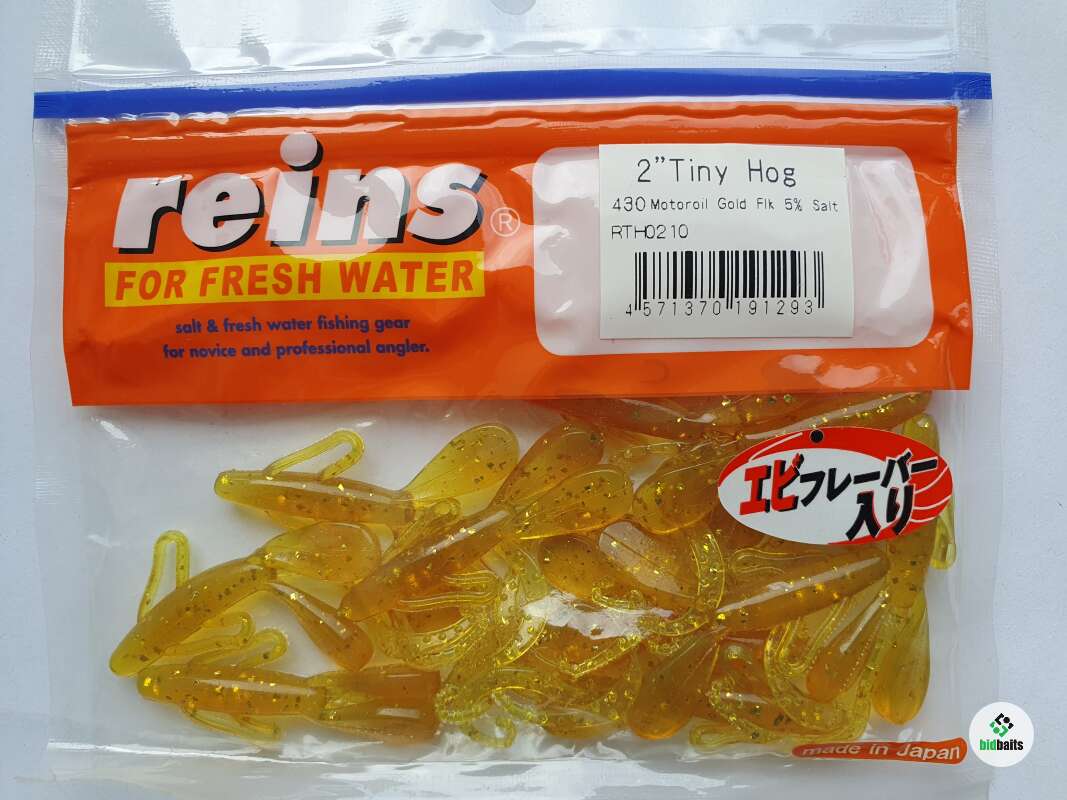 reins®
FOR FRESH WATER
salt & fresh water fishing gear
for novice and professional angler.
2”Tiny Hog
430 Motoroil Gold Flk 5% Salt
RTH0210
4 571370 191293
エビフレーバー
入り
made in Japan
bidbaits